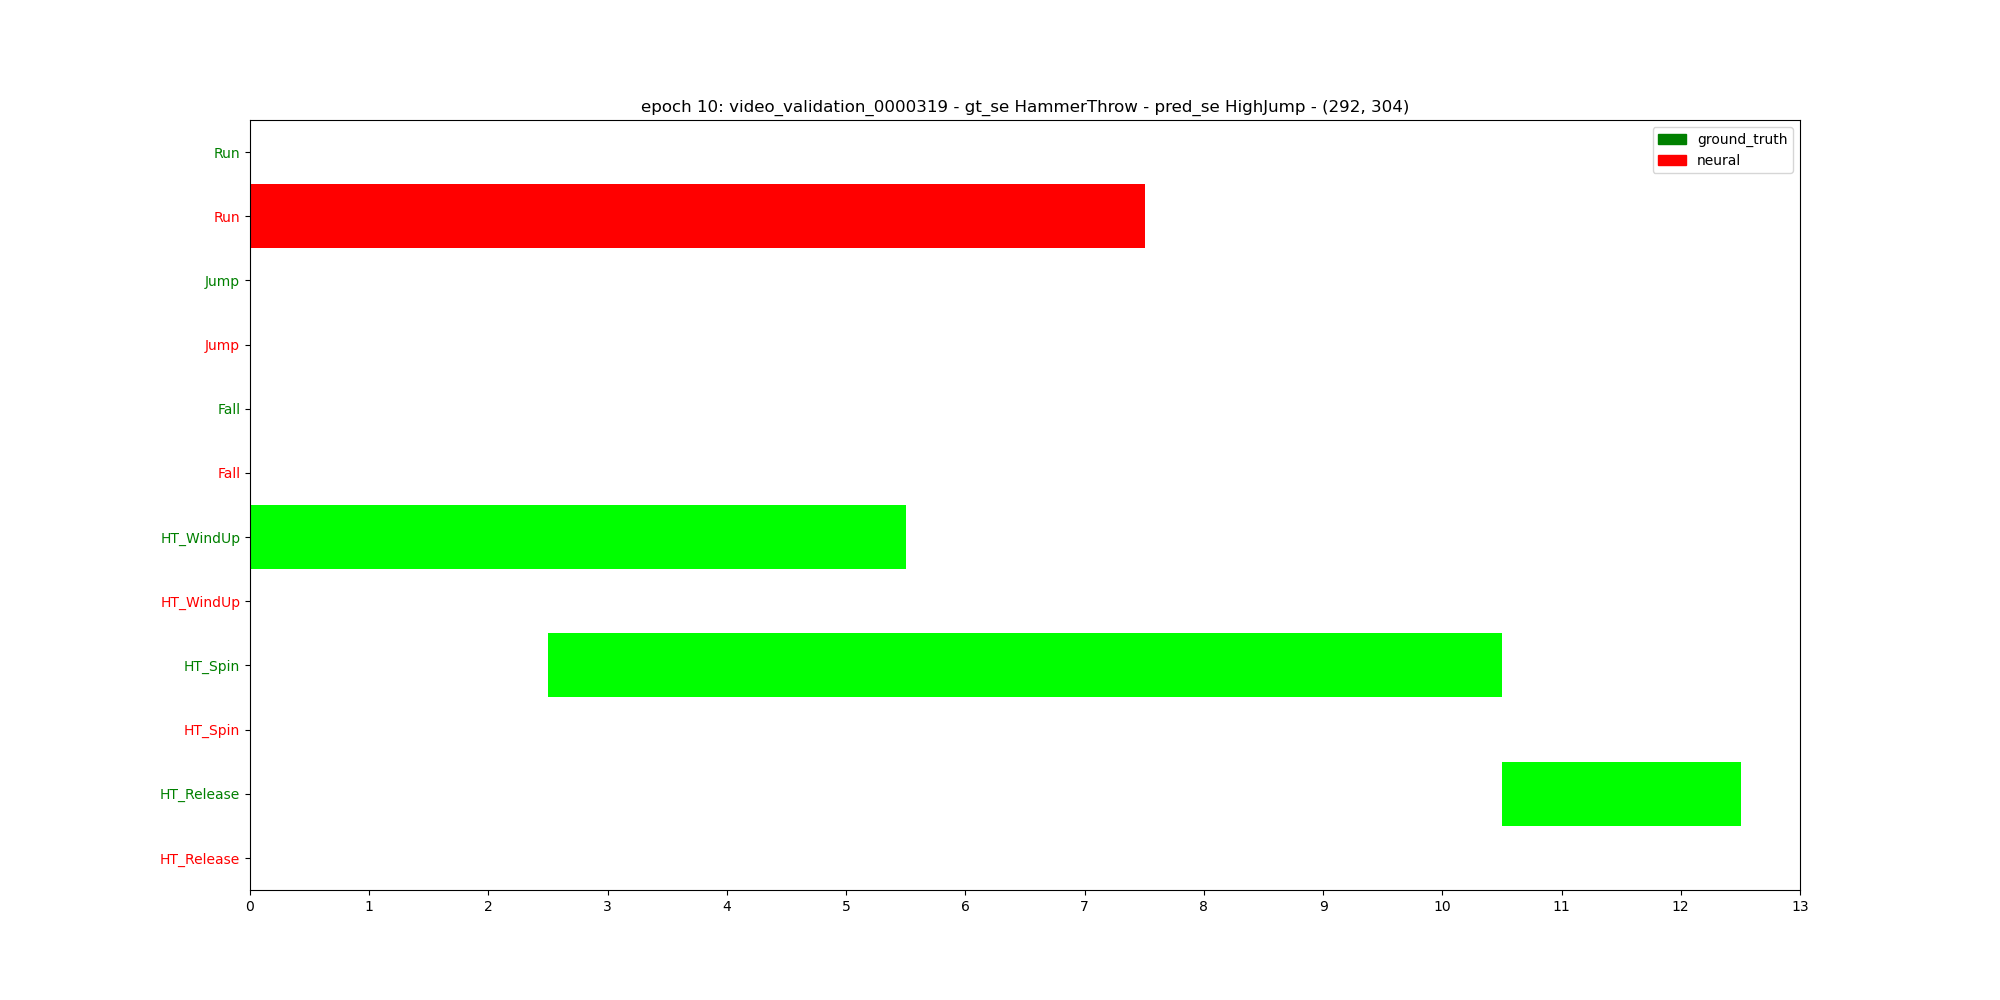 epoch 10: video_validation_0000319 - gt_se HammerThrow - pred_se HighJump - (292, 304)
ground_truth
neural
Run
Run
Jump
Jump
Fall
Fall
HT_WindUp
HT_WindUp
HT_Spin
HT_Spin
HT_Release
HT_Release
0 1 2 3 4 5 6 7 8 9 10 11 12 13